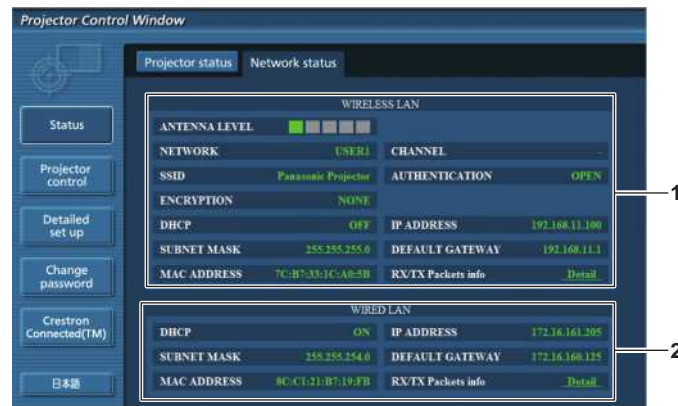 Projector Control Window
Projector status Network status
Status
Projector control
Detailed set up
Change password
Crestron Connected(TM)
日本語
WIRELESS LAN
ANTENNA LEVEL
NETWORK USER1 CHANNEL -
SSID Panasonic Projector AUTHENTICATION OPEN
ENCRYPTION NONE
DHCP OFF IP ADDRESS 192.168.11.100
SUBNET MASK 255.255.255.0 DEFAULT GATEWAY 192.168.11.1
MAC ADDRESS 7C:B7:33:1C:A0:5B RX/TX Packets info Detail
1
WIRED LAN
DHCP ON IP ADDRESS 172.16.161.205
SUBNET MASK 255.255.254.0 DEFAULT GATEWAY 172.16.160.125
MAC ADDRESS 8C:C1:21:B7:19:FB RX/TX Packets info Detail
2